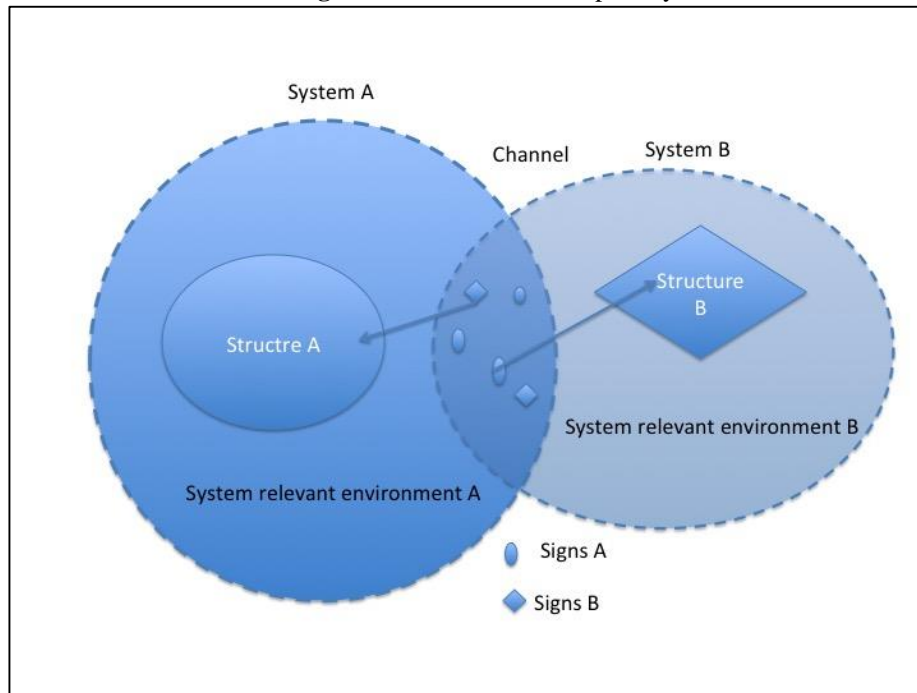 System A
Channel
System B
Structre A
Structure
B
System relevant environment B
System relevant environment A
Signs A
Signs B